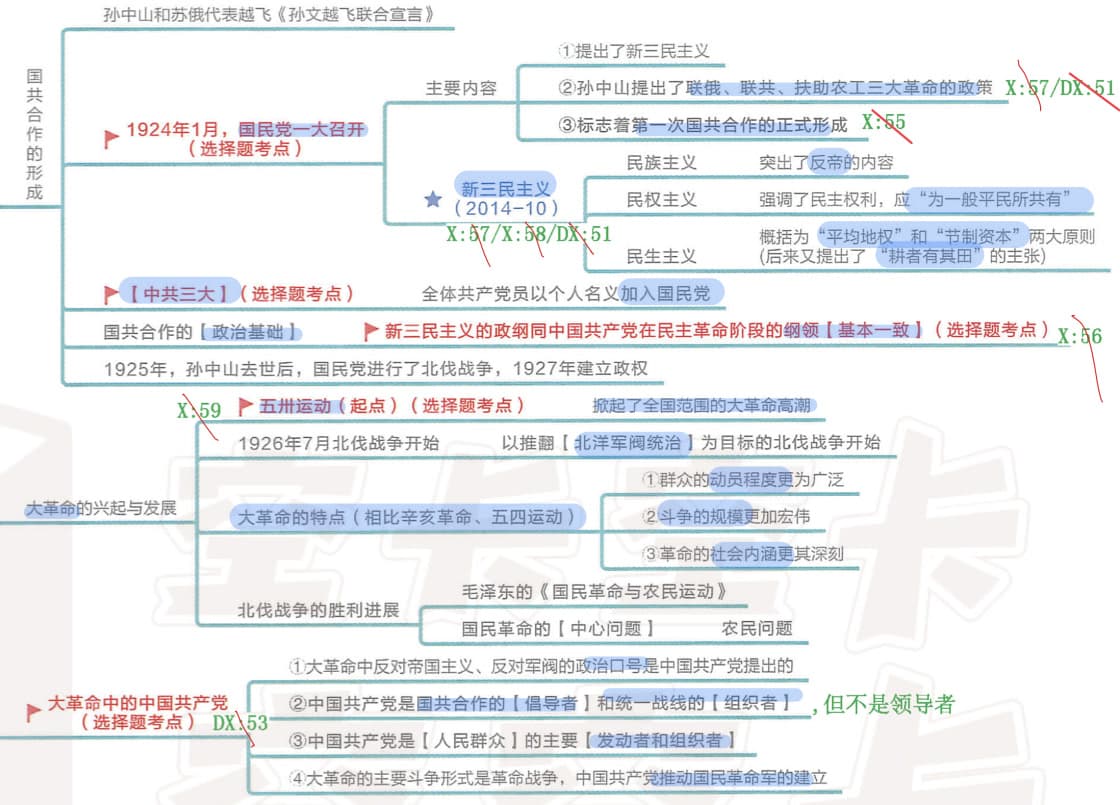 孙中山和苏俄代表越飞《孙文越飞联合宣言》
国共合作的形成
1924年1月，国民党一大召开
（选择题考点）
主要内容
①提出了新三民主义
②孙中山提出了联俄、联共、扶助农工三大革命的政策 X:57/DX:51
③标志着第一次国共合作的正式形成 X:55
新三民主义
（2014-10）
X:57/X:58/DX:51
民族主义 突出了反帝的内容
民权主义 强调了民主权利，应“为一般平民所共有”
民生主义 概括为“平均地权”和“节制资本”两大原则
(后来又提出了“耕者有其田”的主张)
【中共三大】（选择题考点） 全体共产党员以个人名义加入国民党
国共合作的【政治基础】 新三民主义的政纲同中国共产党在民主革命阶段的纲领【基本一致】（选择题考点） X:56
1925年，孙中山去世后，国民党进行了北伐战争，1927年建立政权
大革命的兴起与发展
X:59 五卅运动（起点）（选择题考点） 掀起了全国范围的大革命高潮
1926年7月北伐战争开始 以推翻【北洋军阀统治】为目标的北伐战争开始
大革命的特点（相比辛亥革命、五四运动）
①群众的动员程度更为广泛
②斗争的规模更加宏伟
③革命的社会内涵更其深刻
北伐战争的胜利进展
毛泽东的《国民革命与农民运动》
国民革命的【中心问题】 农民问题
大革命中的中国共产党
（选择题考点） DX:53
①大革命中反对帝国主义、反对军阀的政治口号是中国共产党提出的
②中国共产党是国共合作的【倡导者】和统一战线的【组织者】 ,但不是领导者
③中国共产党是【人民群众】的主要【发动者和组织者】
④大革命的主要斗争形式是革命战争，中国共产党推动国民革命军的建立